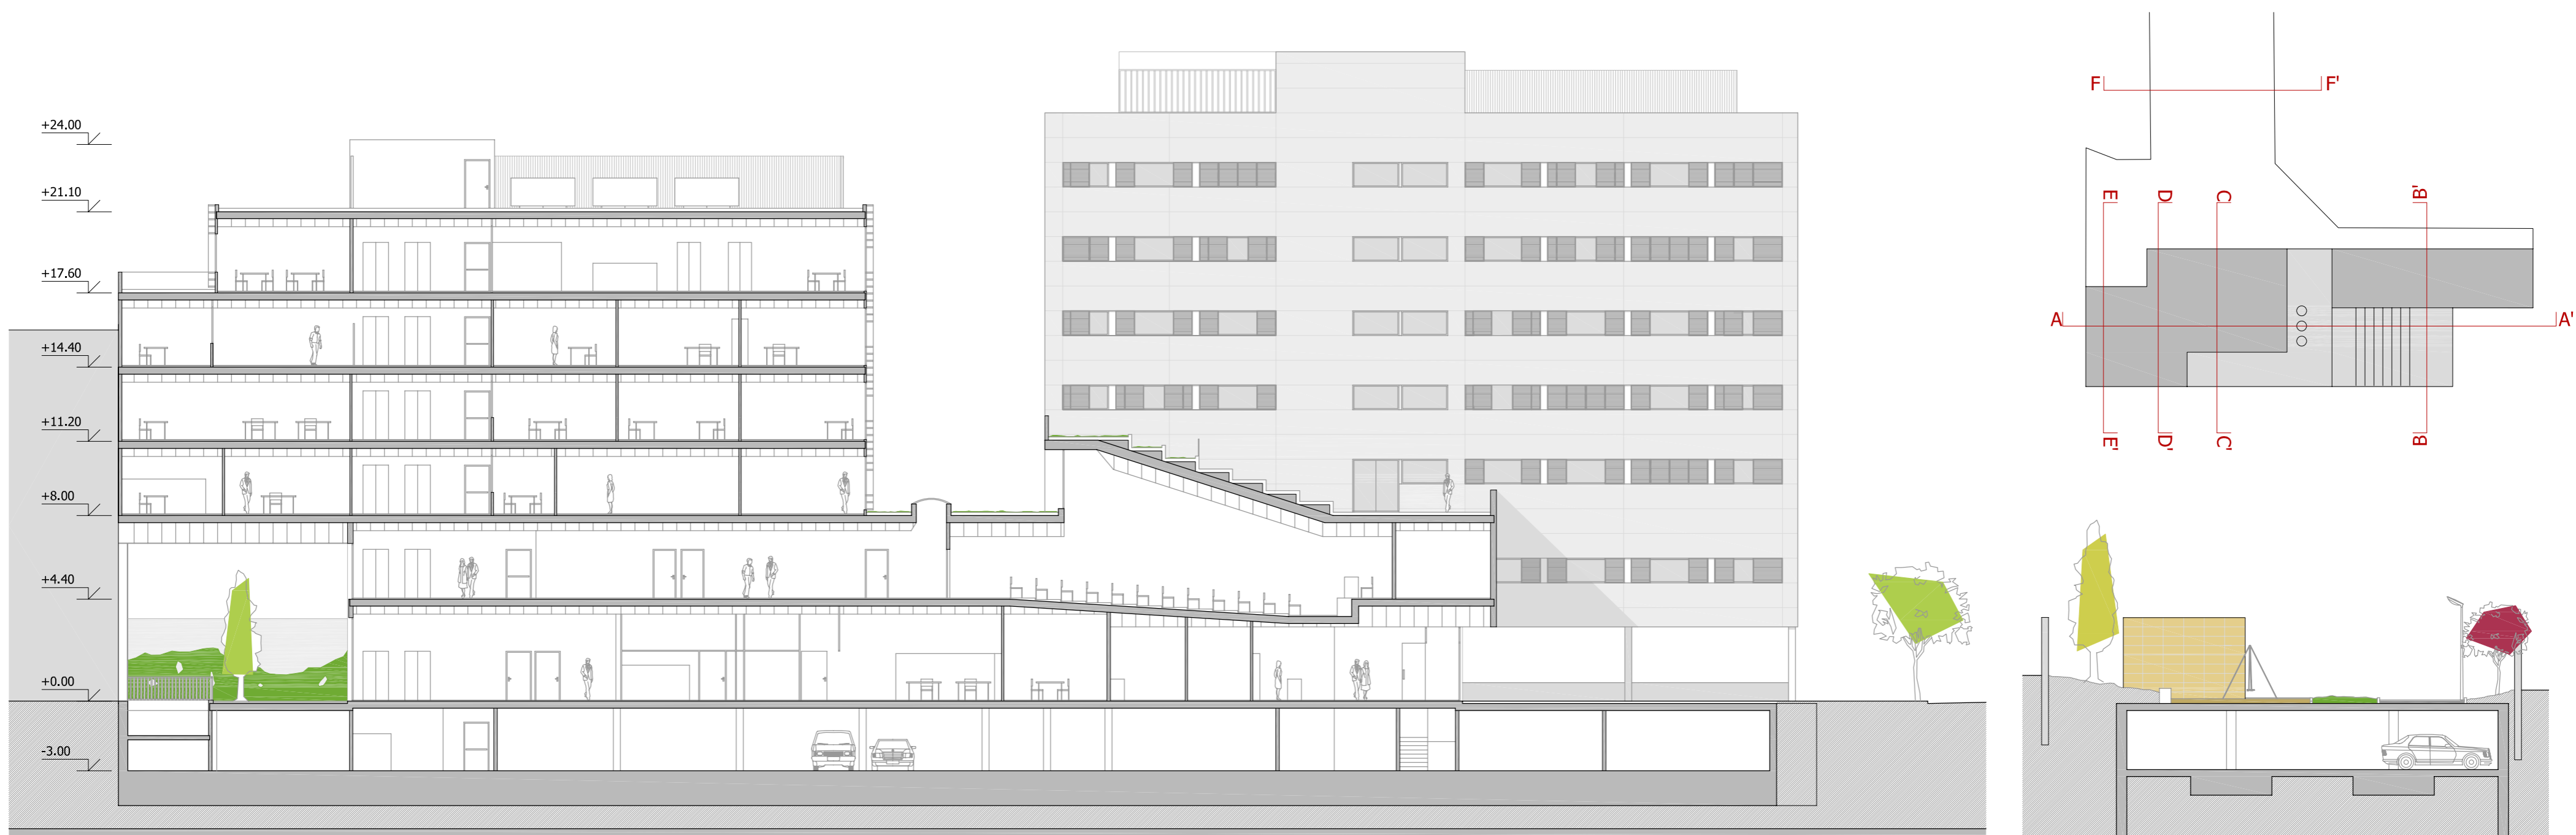 +24.00
+21.10
+17.60
+14.40
+11.20
+8.00
+4.40
+0.00
-3.00
F F'
E D C B'
A A'
E' D' C' B